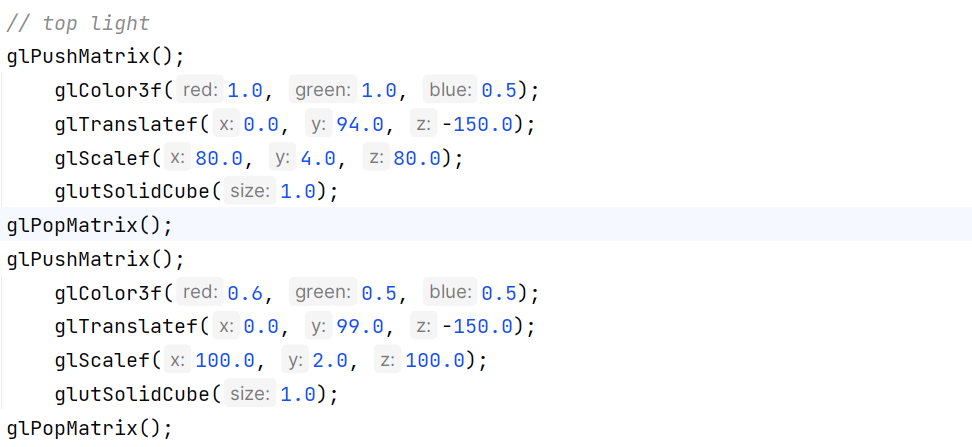 // top light
glPushMatrix();
glColor3f( red: 1.0, green: 1.0, blue: 0.5);
glTranslatef( x: 0.0, y: 94.0, z: -150.0);
glScalef( x: 80.0, y: 4.0, z: 80.0);
glutSolidCube( size: 1.0);
glPopMatrix();
glPushMatrix();
glColor3f( red: 0.6, green: 0.5, blue: 0.5);
glTranslatef( x: 0.0, y: 99.0, z: -150.0);
glScalef( x: 100.0, y: 2.0, z: 100.0);
glutSolidCube( size: 1.0);
glPopMatrix();